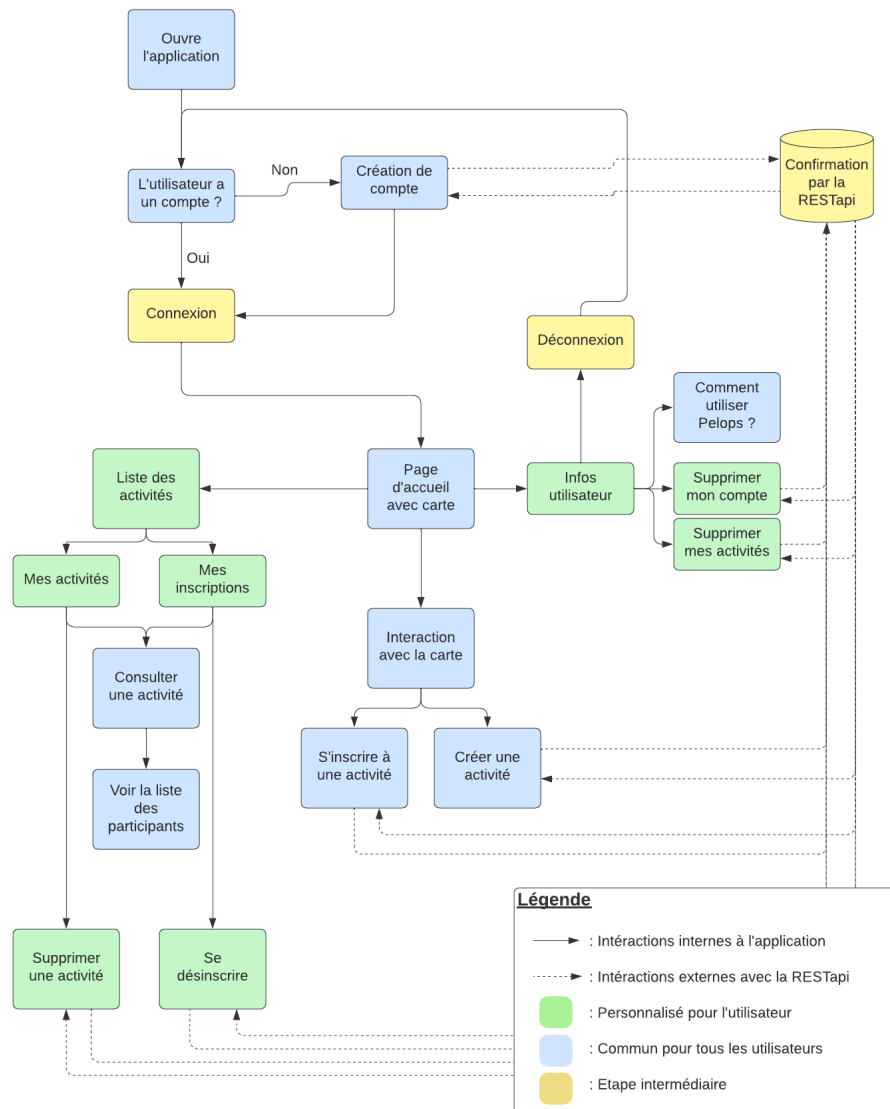 Ouvre
l'application
L'utilisateur a
un compte ?
Non
Création de
compte
Confirmation
par la
RESTapi
Oui
Connexion
Déconnexion
Comment
utiliser
Pelops ?
Liste des
activités
Page
d'accueil
avec carte
Infos
utilisateur
Supprimer
mon compte
Supprimer
mes activités
Mes activités
Mes
inscriptions
Interaction
avec la carte
Consulter
une activité
S'inscrire à
une activité
Créer une
activité
Voir la liste
des
participants
Supprimer
une activité
Se
désinscrire
Légende
: Intéractions internes à l'application
: Intéractions externes avec la RESTapi
: Personnalisé pour l'utilisateur
: Commun pour tous les utilisateurs
: Etape intermédiaire